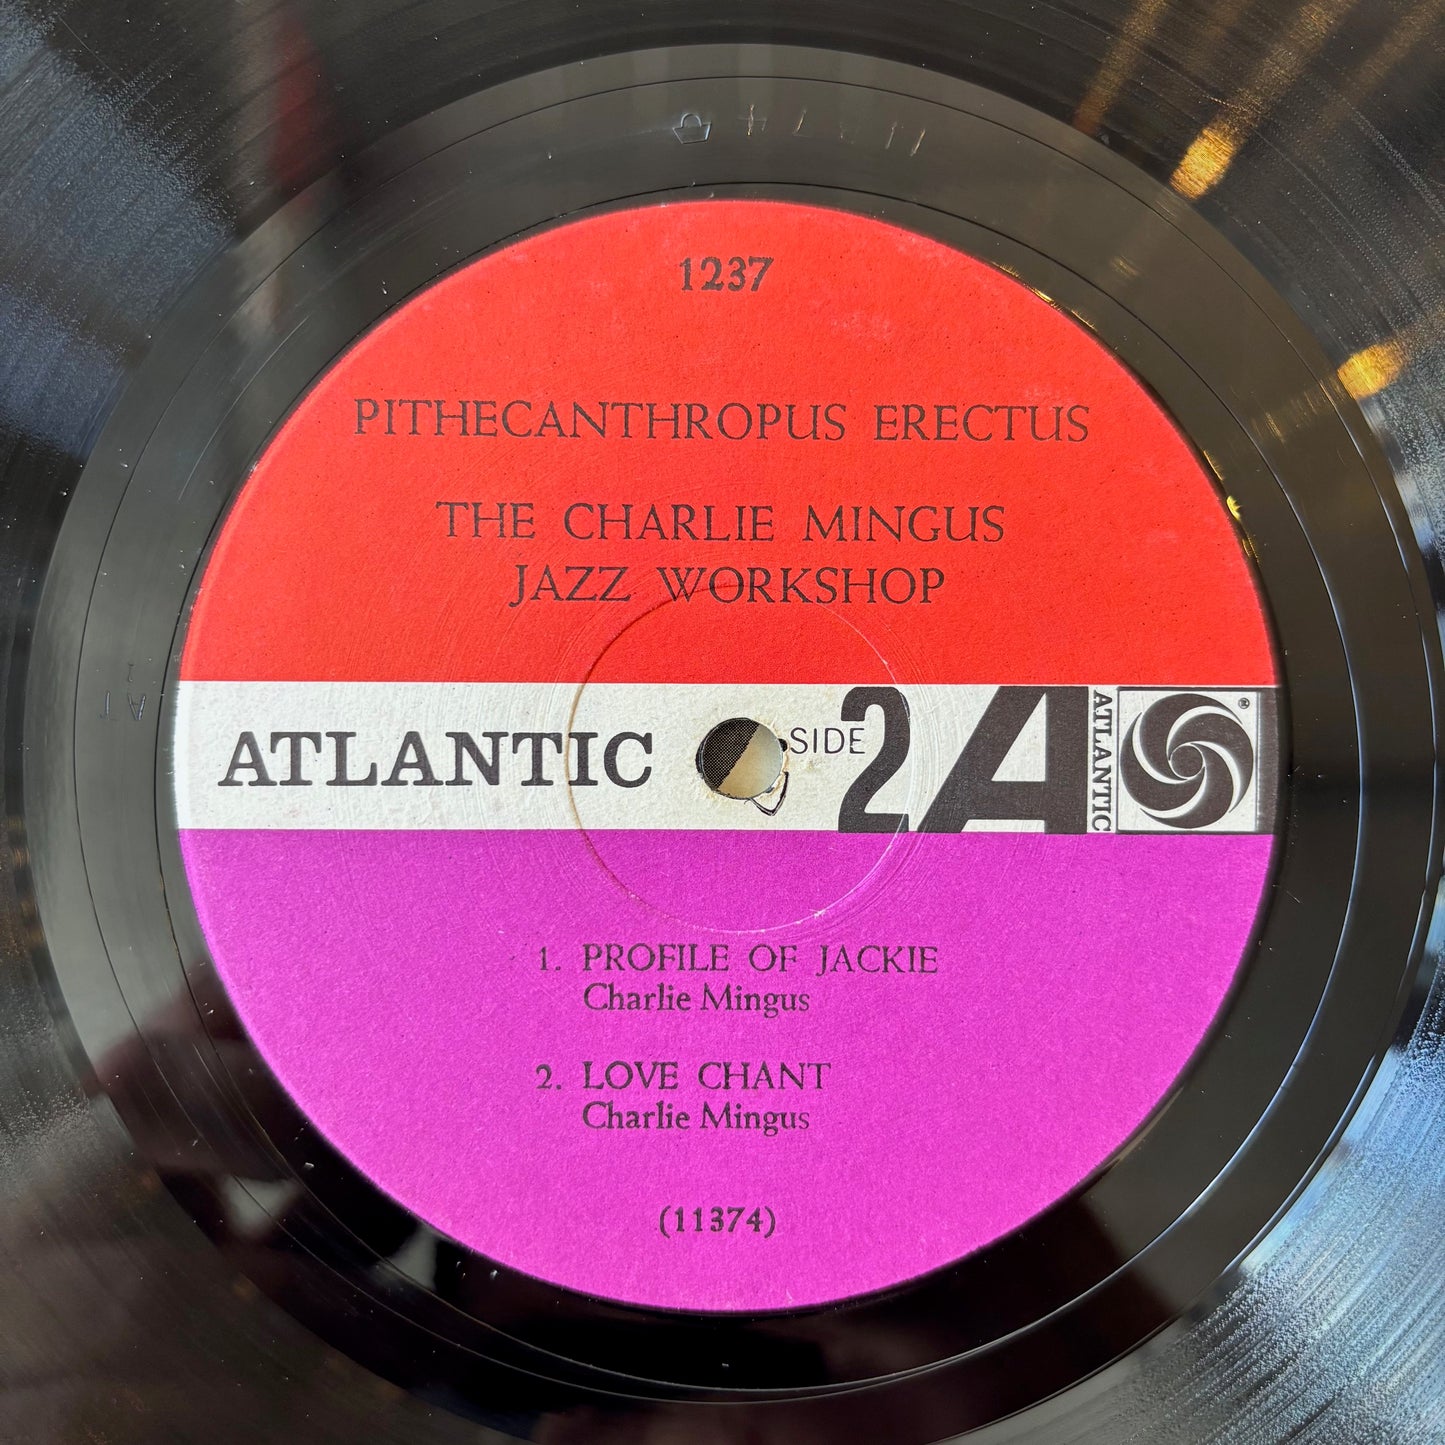 1237
PITHECANTHROPUS ERECTUS
THE CHARLIE MINGUS
JAZZ WORKSHOP
ATLANTIC
SIDE 2
A
ATLANTIC
1. PROFILE OF JACKIE
Charlie Mingus
2. LOVE CHANT
Charlie Mingus
(11374)
AT